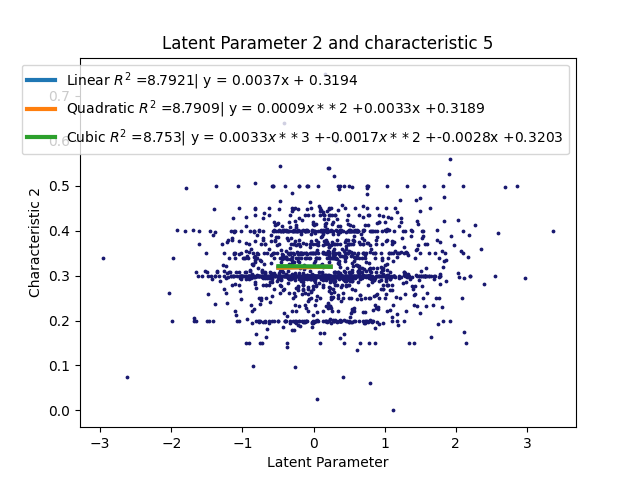 Latent Parameter 2 and characteristic 5
Linear R² =8.7921| y = 0.0037x + 0.3194
Quadratic R² =8.7909| y = 0.0009x**2 +0.0033x +0.3189
Cubic R² =8.753| y = 0.0033x**3 +-0.0017x**2 +-0.0028x +0.3203
0.7
0.6
0.5
0.4
0.3
0.2
0.1
0.0
Characteristic 2
−3 −2 −1 0 1 2 3
Latent Parameter